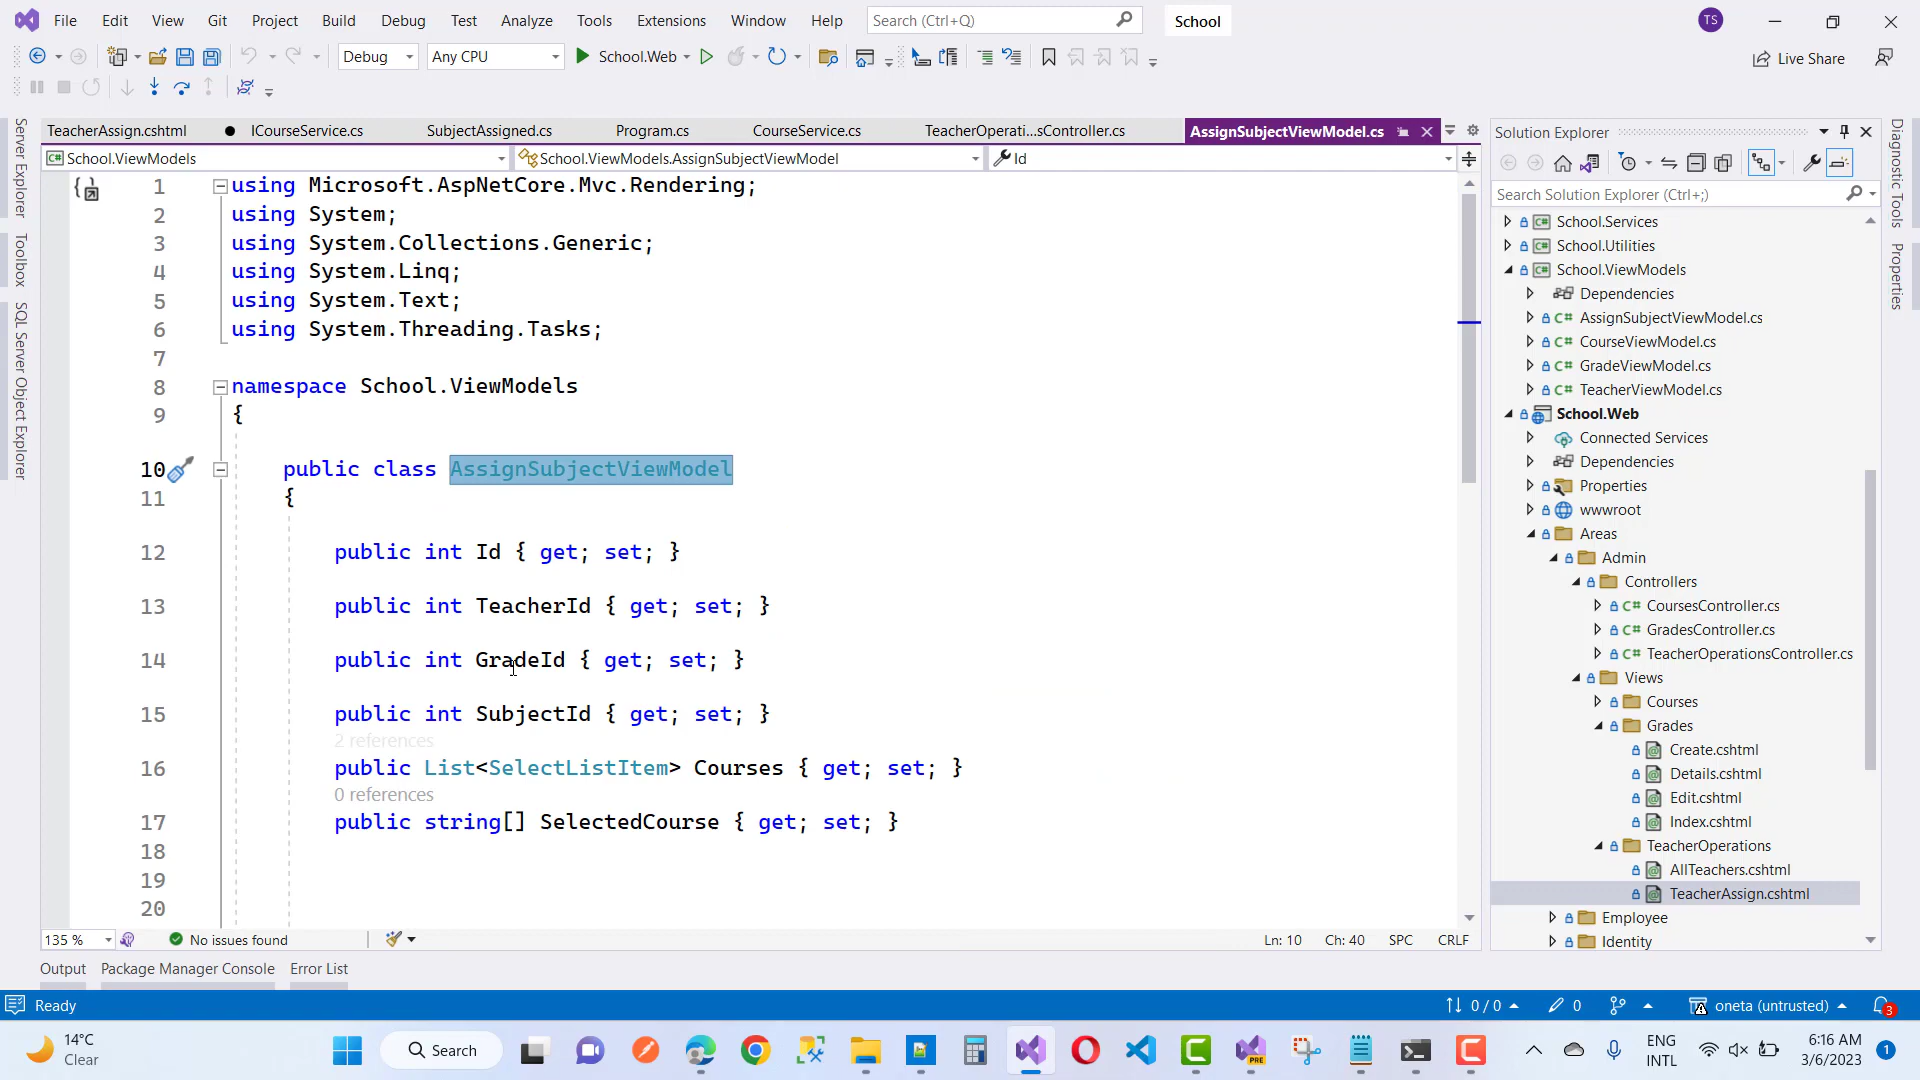 File Edit View Git Project Build Debug Test Analyze Tools Extensions Window Help Search (Ctrl+Q) School TS
Debug Any CPU School.Web Live Share
TeacherAssign.cshtml ICourseService.cs SubjectAssigned.cs Program.cs CourseService.cs TeacherOperati...sController.cs AssignSubjectViewModel.cs
School.ViewModels School.ViewModels.AssignSubjectViewModel Id
1 using Microsoft.AspNetCore.Mvc.Rendering;
2 using System;
3 using System.Collections.Generic;
4 using System.Linq;
5 using System.Text;
6 using System.Threading.Tasks;
7
8 namespace School.ViewModels
9 {
10 public class AssignSubjectViewModel
11 {
12 public int Id { get; set; }
13 public int TeacherId { get; set; }
14 public int GradeId { get; set; }
15 public int SubjectId { get; set; }
2 references
16 public List<SelectListItem> Courses { get; set; }
0 references
17 public string[] SelectedCourse { get; set; }
18
19
20
135 % No issues found Ln: 10 Ch: 40 SPC CRLF
Output Package Manager Console Error List
Ready 0 / 0 0 oneta (untrusted) 3
Server Explorer
Toolbox
SQL Server Object Explorer
Solution Explorer
Search Solution Explorer (Ctrl+;)
School.Services
School.Utilities
School.ViewModels
Dependencies
C# AssignSubjectViewModel.cs
C# CourseViewModel.cs
C# GradeViewModel.cs
C# TeacherViewModel.cs
School.Web
Connected Services
Dependencies
Properties
wwwroot
Areas
Admin
Controllers
C# CoursesController.cs
C# GradesController.cs
C# TeacherOperationsController.cs
Views
Courses
Grades
Create.cshtml
Details.cshtml
Edit.cshtml
Index.cshtml
TeacherOperations
AllTeachers.cshtml
TeacherAssign.cshtml
Employee
Identity
Diagnostic Tools
Properties
14°C
Clear
Search
PRE
ENG
INTL
6:16 AM
3/6/2023
1